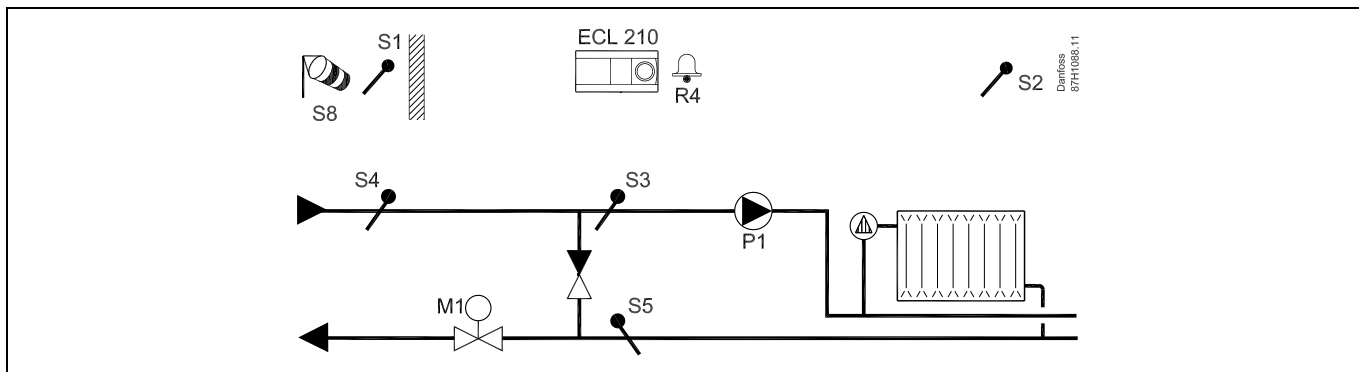 S1
S8
ECL 210
R4
S2
Danfoss
87H1088.11
S4
S3
P1
M1
S5